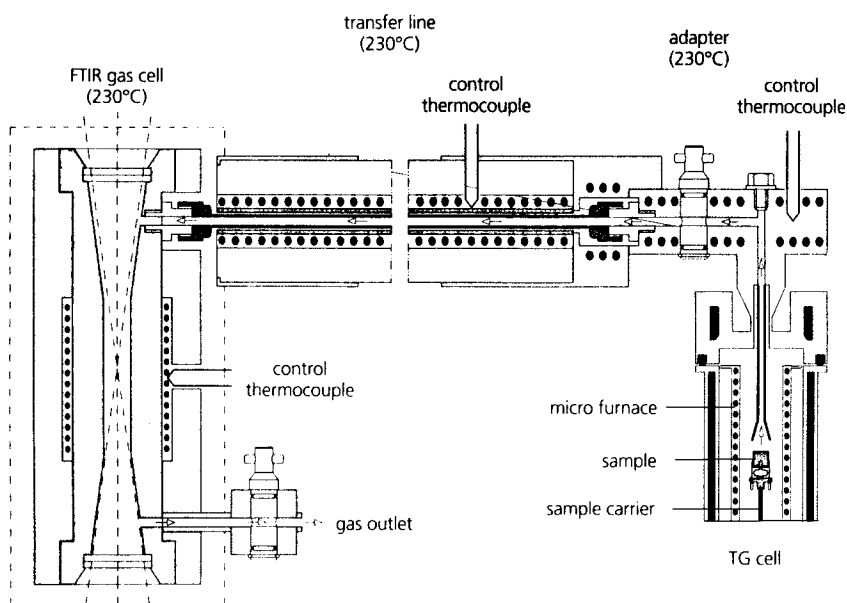 transfer line
(230°C)
adapter
(230°C)
FTIR gas cell
(230°C)
control
thermocouple
control
thermocouple
control
thermocouple
micro furnace
sample
sample carrier
gas outlet
TG cell